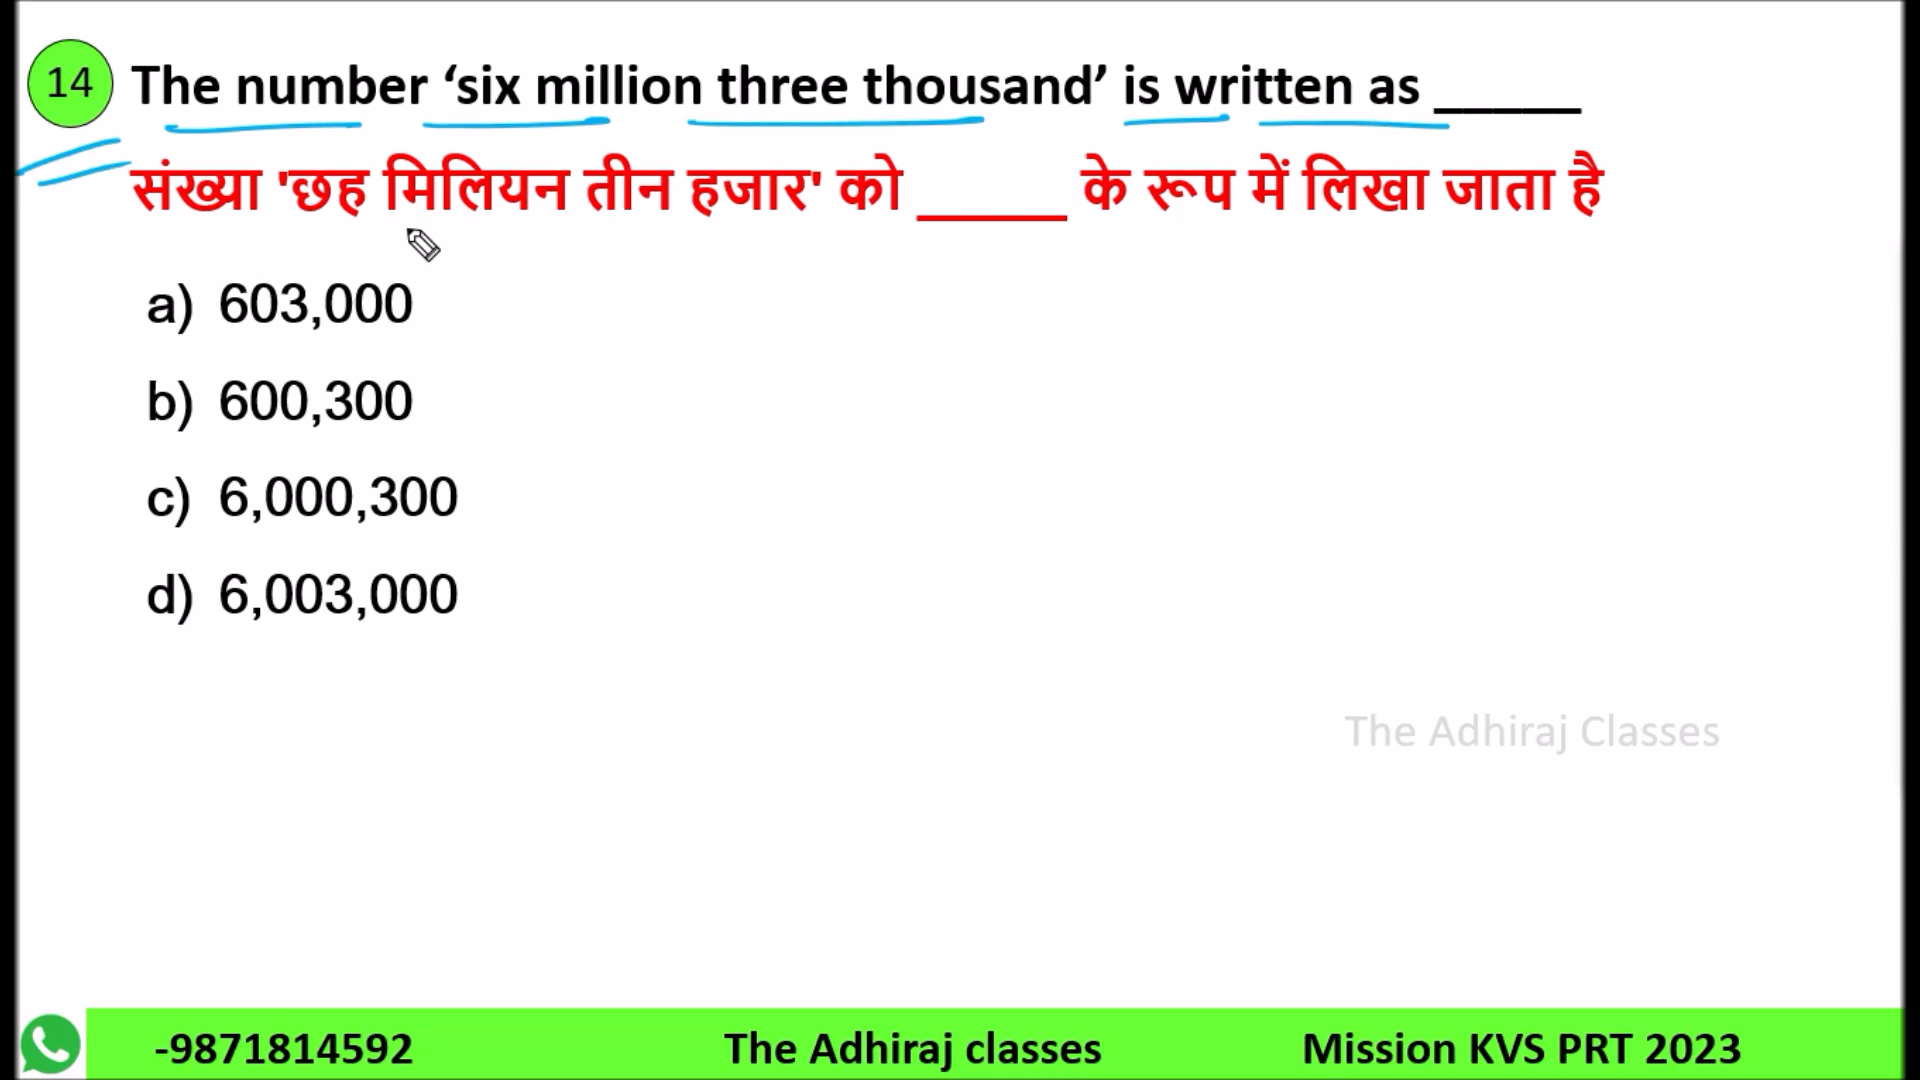 14 The number ‘six million three thousand’ is written as _____
संख्या 'छह मिलियन तीन हजार' को _____ के रूप में लिखा जाता है
a) 603,000
b) 600,300
c) 6,000,300
d) 6,003,000
The Adhiraj Classes
-9871814592 The Adhiraj classes Mission KVS PRT 2023